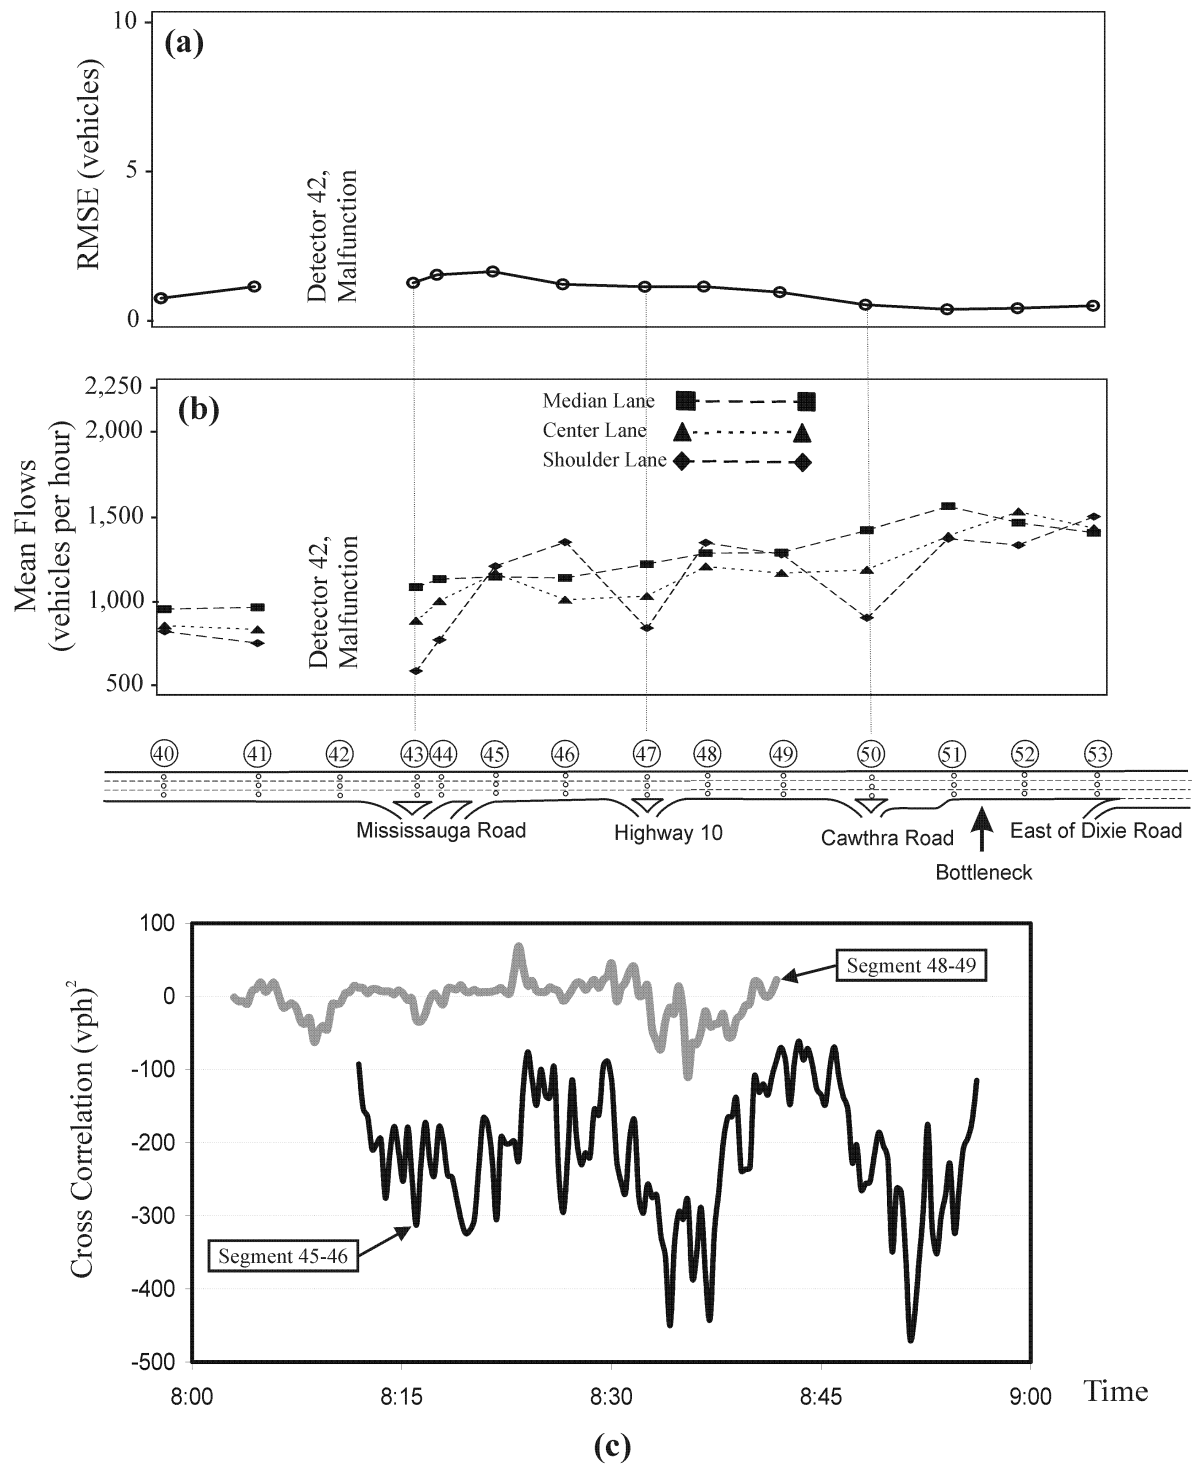 (a)
RMSE (vehicles)
10
5
0
Detector 42,
Malfunction
(b)
Mean Flows
(vehicles per hour)
2,250
2,000
1,500
1,000
500
Median Lane
Center Lane
Shoulder Lane
Detector 42,
Malfunction
40 41 42 43 44 45 46 47 48 49 50 51 52 53
Mississauga Road
Highway 10
Cawthra Road
East of Dixie Road
Bottleneck
Cross Correlation (vph)²
100
0
-100
-200
-300
-400
-500
Segment 48-49
Segment 45-46
8:00 8:15 8:30 8:45 9:00 Time
(c)